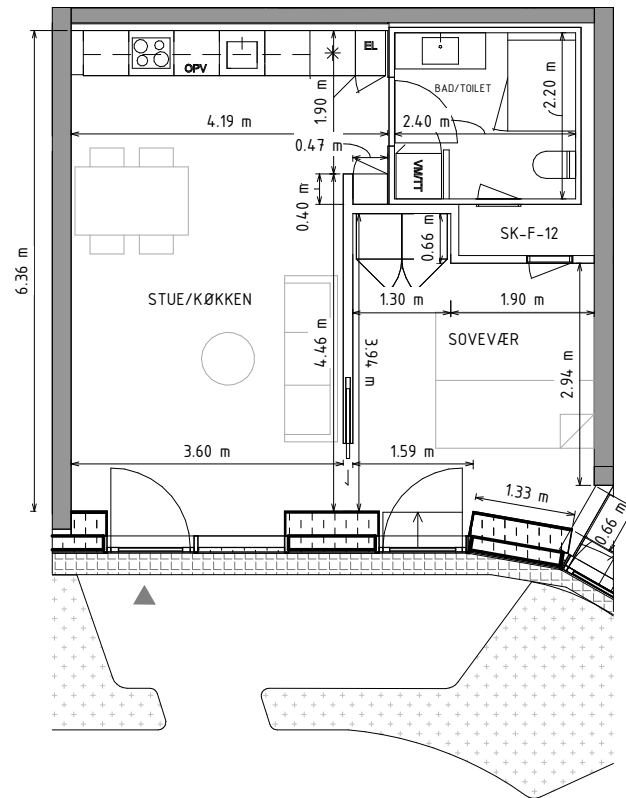 EL
OPV
BAD/TOILET
2.20 m
1.90 m
4.19 m
2.40 m
0.47 m
VM/TT
0.40 m
SK-F-12
0.66 m
6.36 m
STUE/KØKKEN
1.30 m
1.90 m
4.46 m
3.94 m
SOVEVÆR
2.94 m
3.60 m
1.59 m
1.33 m
0.66 m